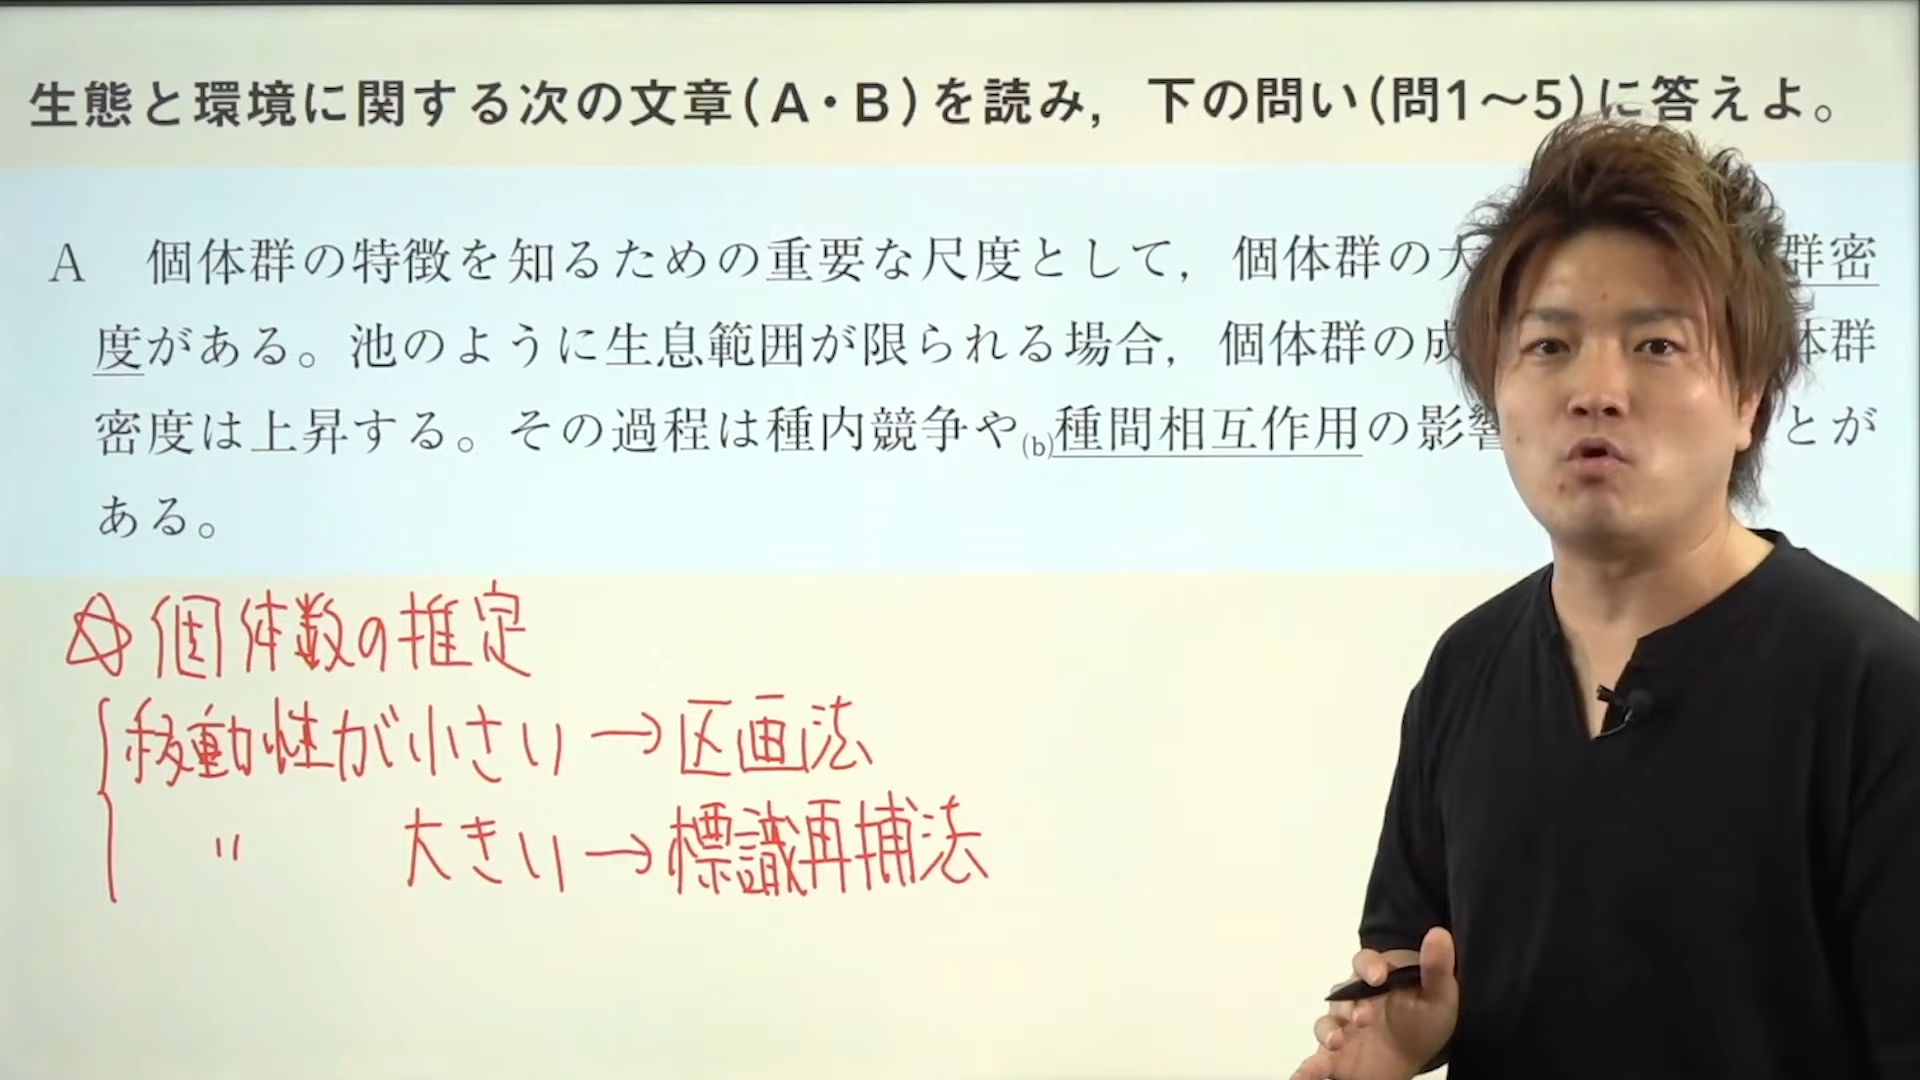 生態と環境に関する次の文章(A・B)を読み，下の問い(問1～5)に答えよ。
A　個体群の特徴を知るための重要な尺度として，個体群の大 群密
度がある。池のように生息範囲が限られる場合，個体群の成 体群
密度は上昇する。その過程は種内競争や(b)種間相互作用の影響 とが
ある。
☆個体数の推定
移動性が小さい→区画法
〃　大きい→標識再捕法